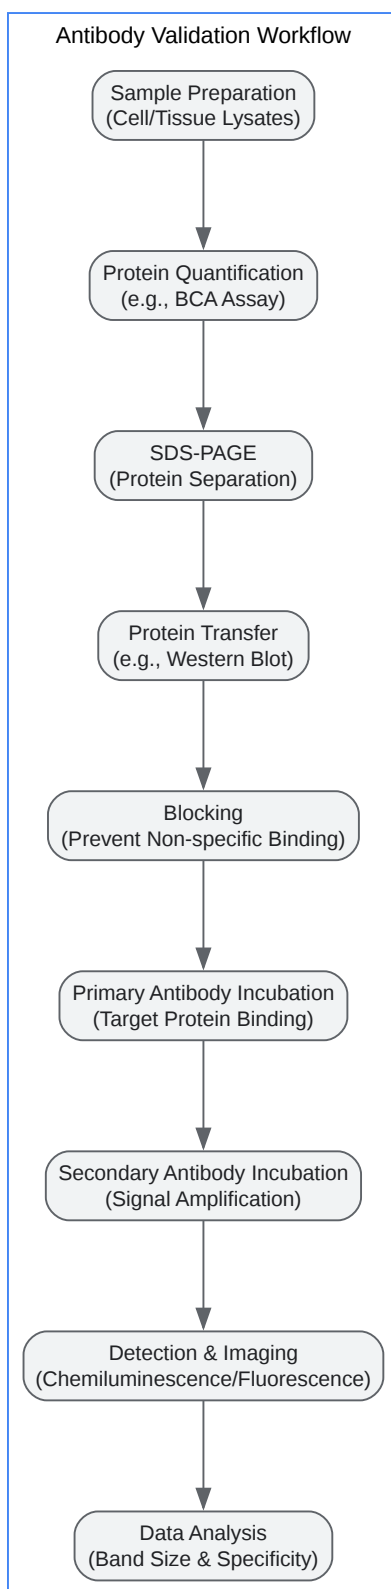 Antibody Validation Workflow
Sample Preparation
(Cell/Tissue Lysates)
Protein Quantification
(e.g., BCA Assay)
SDS-PAGE
(Protein Separation)
Protein Transfer
(e.g., Western Blot)
Blocking
(Prevent Non-specific Binding)
Primary Antibody Incubation
(Target Protein Binding)
Secondary Antibody Incubation
(Signal Amplification)
Detection & Imaging
(Chemiluminescence/Fluorescence)
Data Analysis
(Band Size & Specificity)